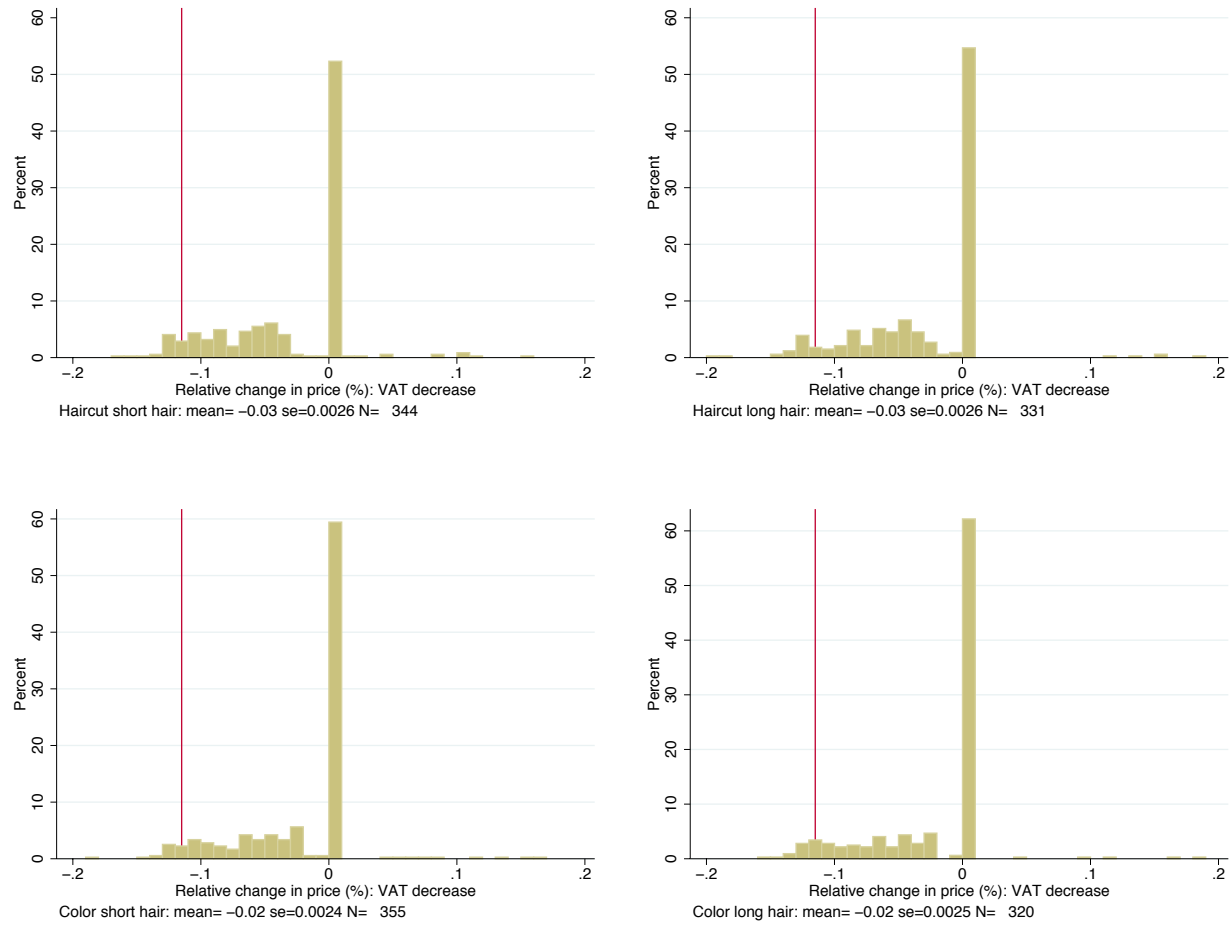 Percent
60
50
40
30
20
10
0
−.2 −.1 0 .1 .2
Relative change in price (%): VAT decrease
Haircut short hair: mean= −0.03 se=0.0026 N= 344
Percent
60
50
40
30
20
10
0
−.2 −.1 0 .1 .2
Relative change in price (%): VAT decrease
Haircut long hair: mean= −0.03 se=0.0026 N= 331
Percent
60
50
40
30
20
10
0
−.2 −.1 0 .1 .2
Relative change in price (%): VAT decrease
Color short hair: mean= −0.02 se=0.0024 N= 355
Percent
60
50
40
30
20
10
0
−.2 −.1 0 .1 .2
Relative change in price (%): VAT decrease
Color long hair: mean= −0.02 se=0.0025 N= 320